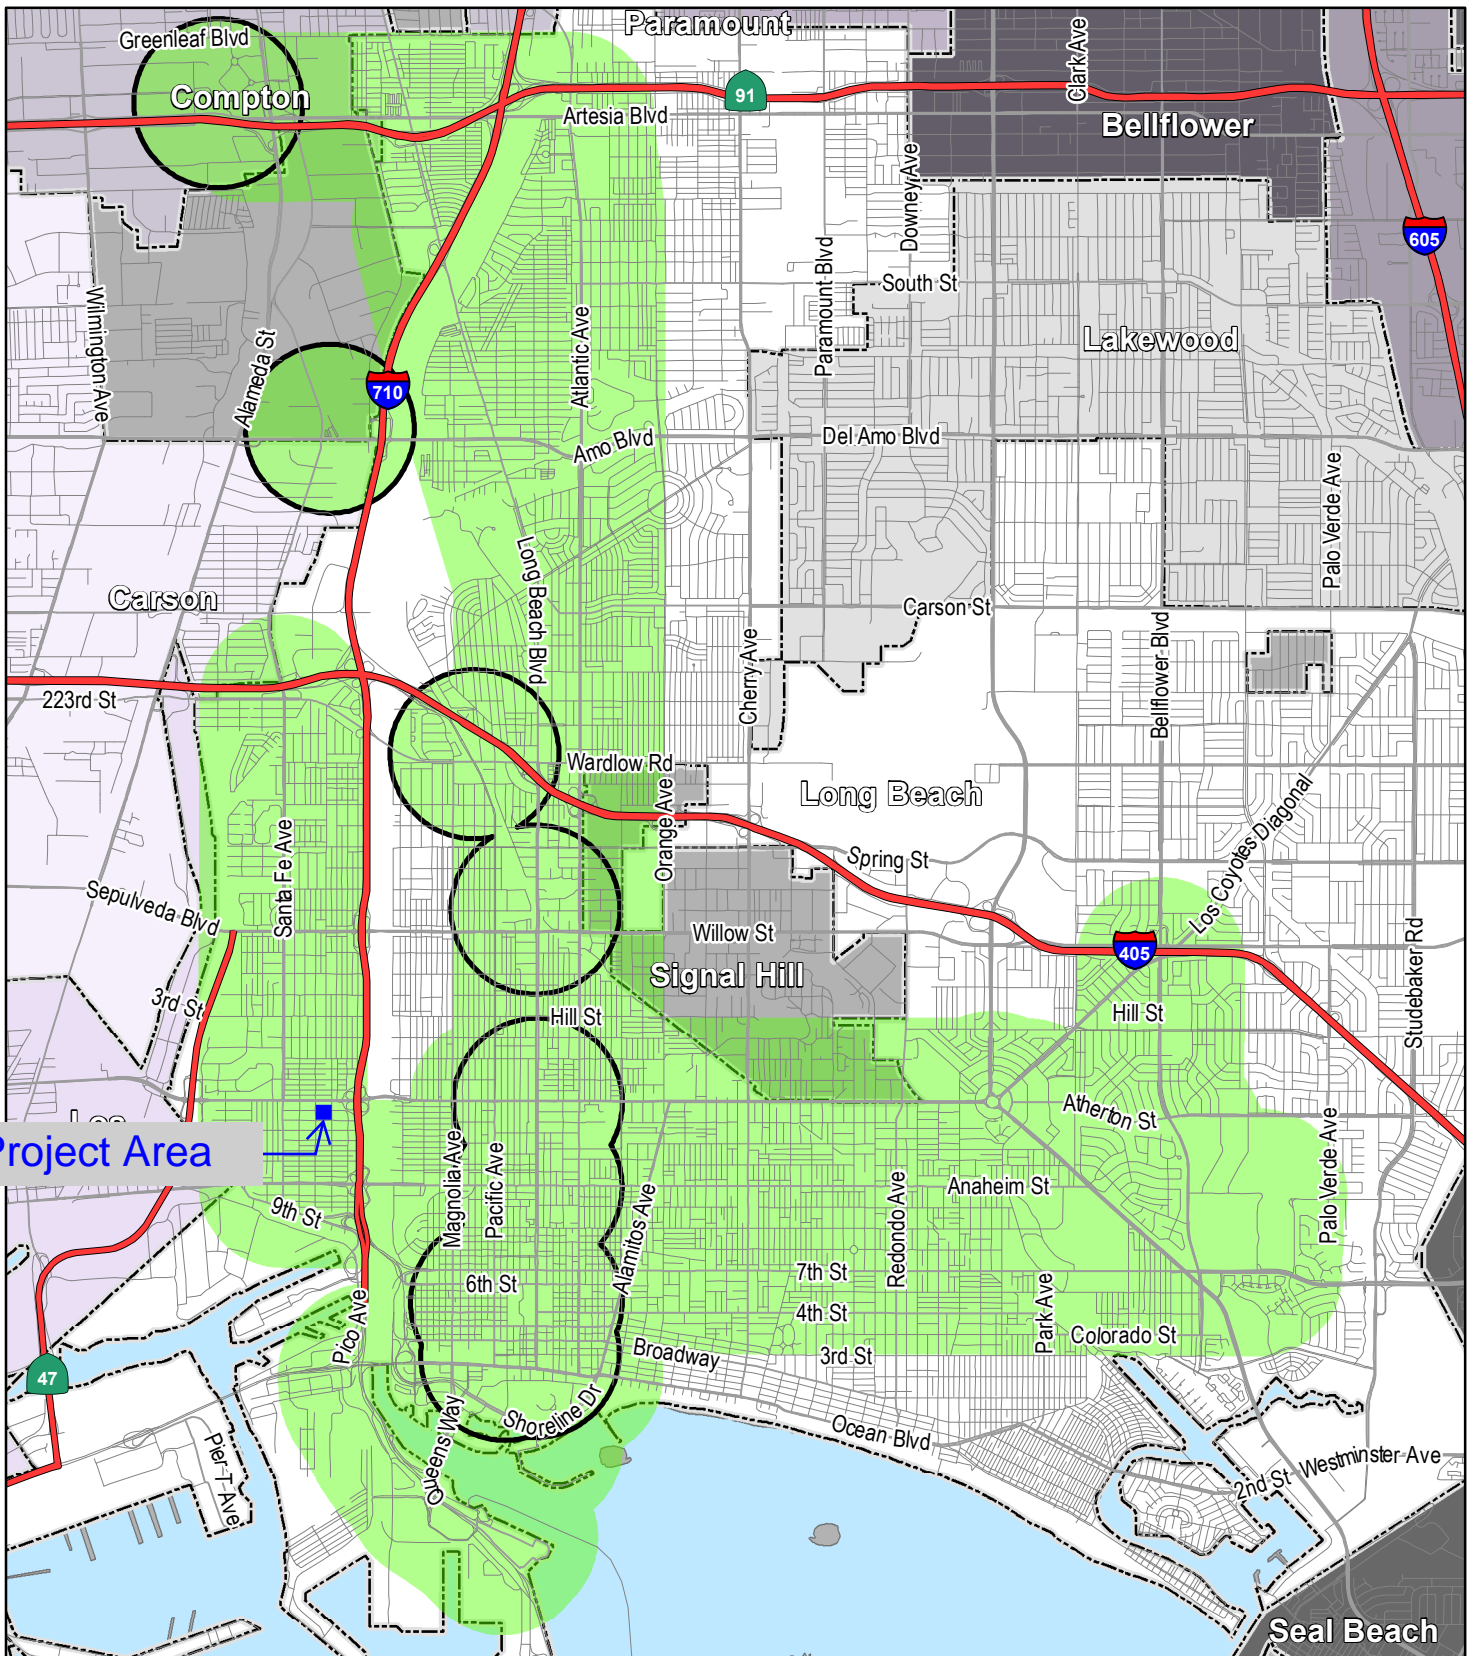 Paramount
Greenleaf Blvd
Clark Ave
Compton
91
Artesia Blvd
Bellflower
Downey Ave
605
Paramount Blvd
South St
Wilmington Ave
Atlantic Ave
Lakewood
Alameda St
710
Amo Blvd
Del Amo Blvd
Palo Verde Ave
Long Beach Blvd
Carson
Carson St
Cherry Ave
Bellflower Blvd
223rd St
Wardlow Rd
Long Beach
Orange Ave
Los Coyotes Diagonal
Santa Fe Ave
Spring St
Sepulveda Blvd
Willow St
405
Signal Hill
Studebaker Rd
3rd St
Hill St
Hill St
Los
Atherton St
Project Area
Magnolia Ave
Pacific Ave
Palo Verde Ave
Alamitos Ave
Redondo Ave
Anaheim St
9th St
6th St
7th St
4th St
Park Ave
Pico Ave
Colorado St
Broadway
3rd St
47
Shoreline Dr
Queens Way
Ocean Blvd
Pier T Ave
2nd St
Westminster Ave
Seal Beach